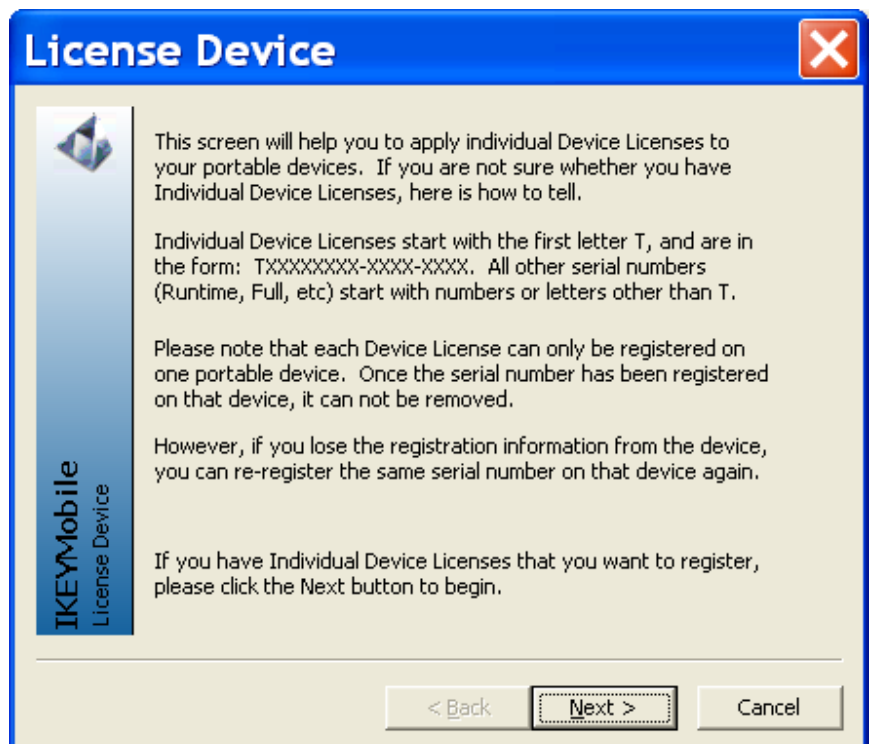 License Device
This screen will help you to apply individual Device Licenses to
your portable devices.  If you are not sure whether you have
Individual Device Licenses, here is how to tell.
Individual Device Licenses start with the first letter T, and are in
the form:  TXXXXXXXX-XXXX-XXXX.  All other serial numbers
(Runtime, Full, etc) start with numbers or letters other than T.
Please note that each Device License can only be registered on
one portable device.  Once the serial number has been registered
on that device, it can not be removed.
However, if you lose the registration information from the device,
you can re-register the same serial number on that device again.
If you have Individual Device Licenses that you want to register,
please click the Next button to begin.
IKEYMobile
License Device
< Back
Next >
Cancel